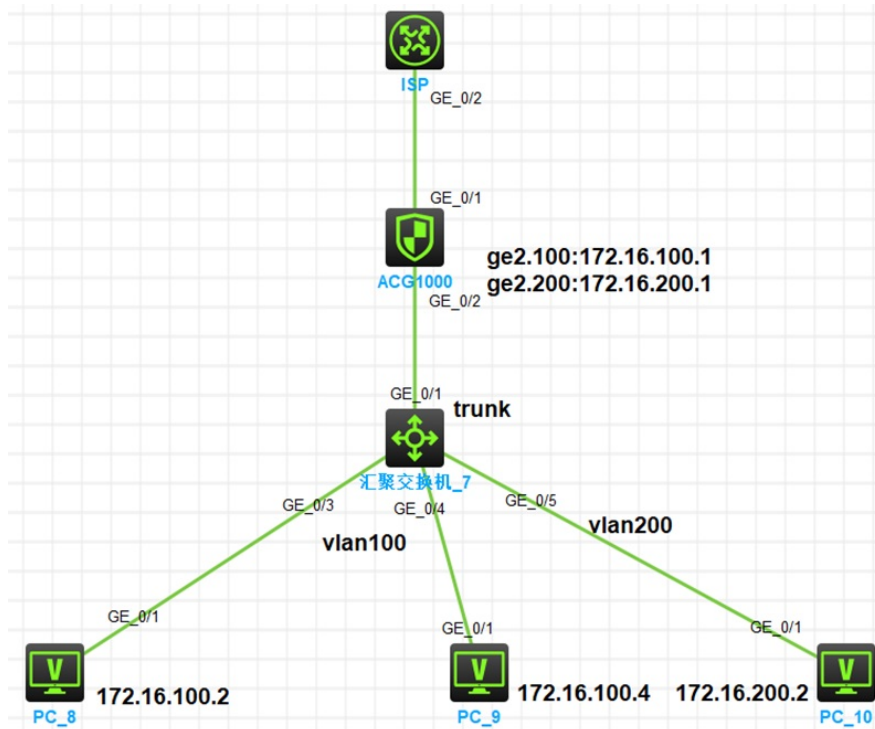 ISP
GE_0/2
GE_0/1
ACG1000
ge2.100:172.16.100.1
ge2.200:172.16.200.1
GE_0/2
GE_0/1
trunk
汇聚交换机_7
GE_0/3
GE_0/4
GE_0/5
vlan100
vlan200
GE_0/1
GE_0/1
GE_0/1
V
172.16.100.2
V
172.16.100.4
172.16.200.2
V
PC_8
PC_9
PC_10